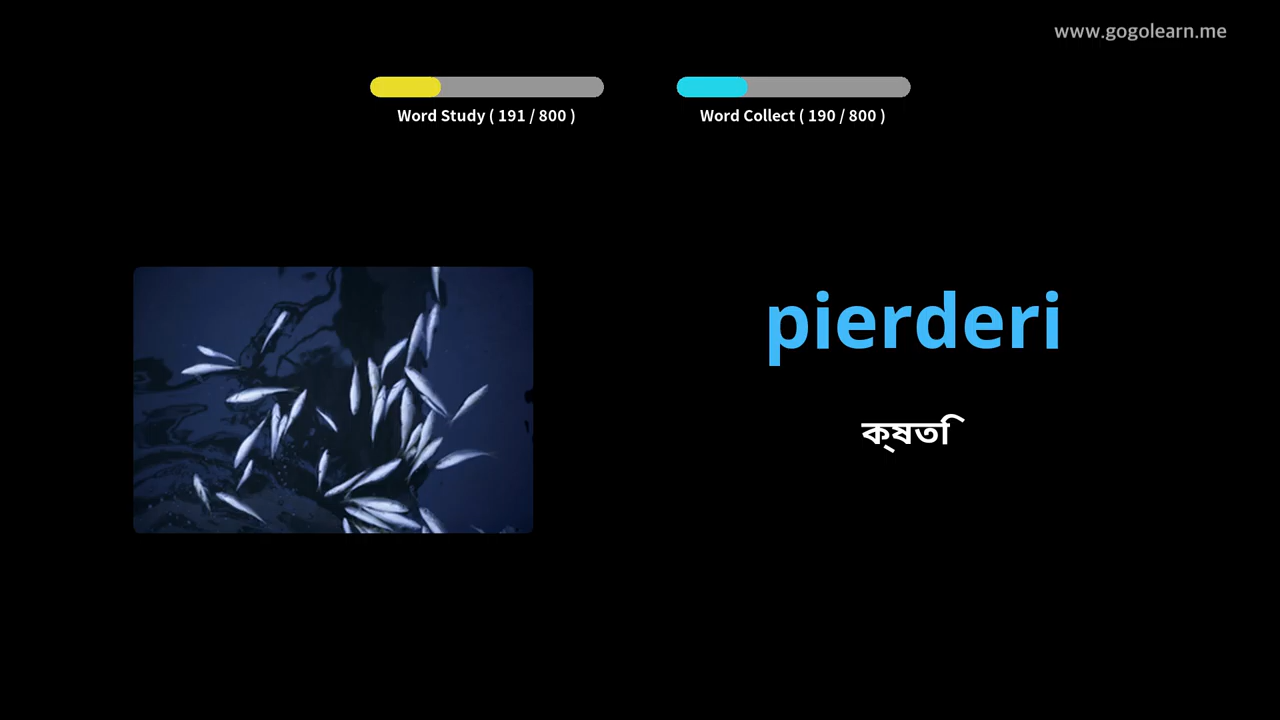 www.gogolearn.me
Word Study ( 191 / 800 )
Word Collect ( 190 / 800 )
pierderi
ক্ষতি